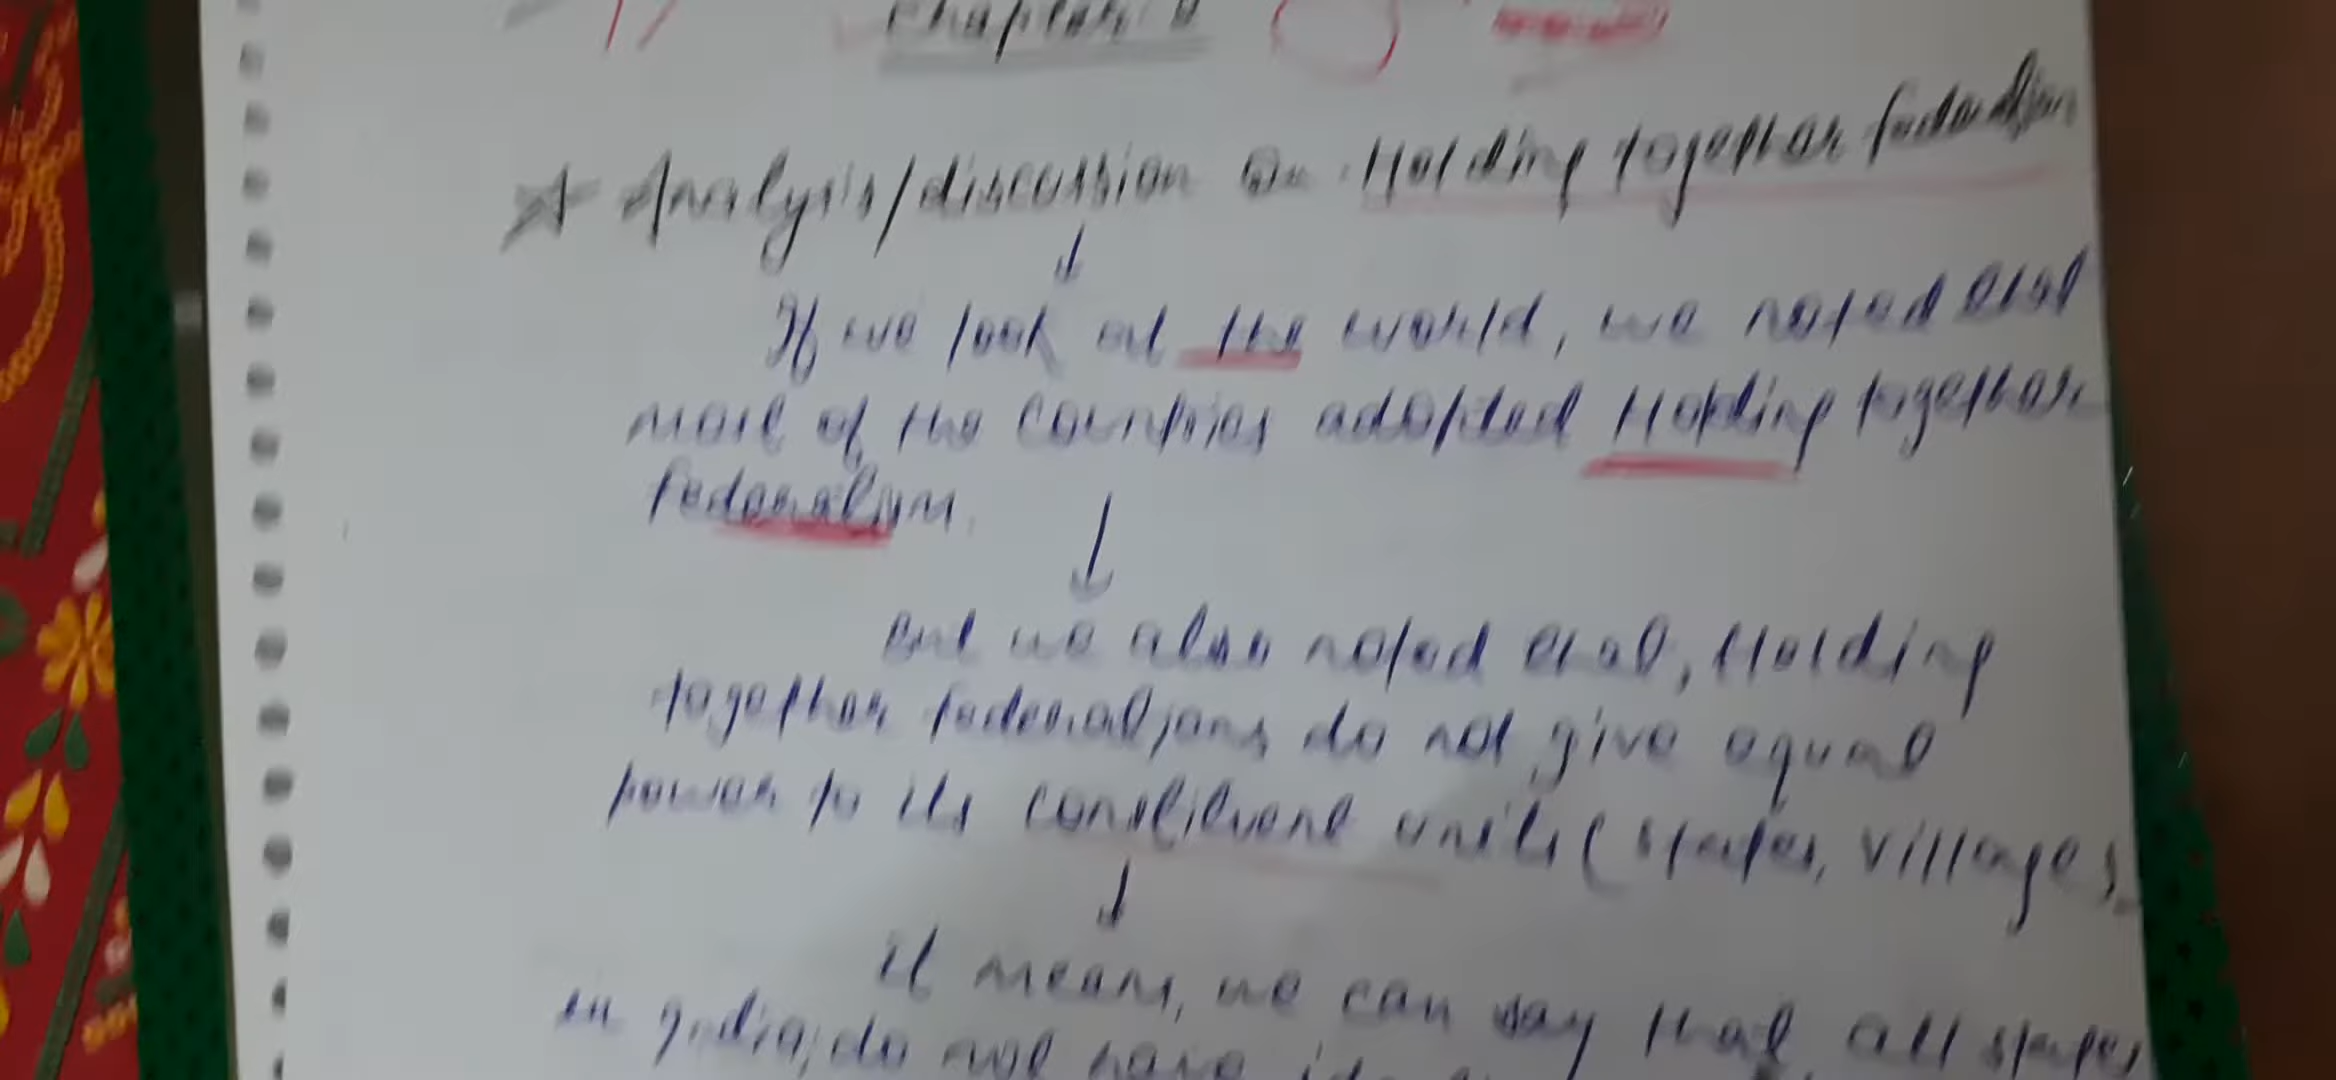 Chapter: 2
Analysis/discussion on Holding together federalism
If we look at the world, we noted that
most of the countries adopted Holding together
federalism.
But we also noted that, Holding
together federaljans do not give equal
power to its constituent units (states, villages
it means, we can say that all states
in India, do not have